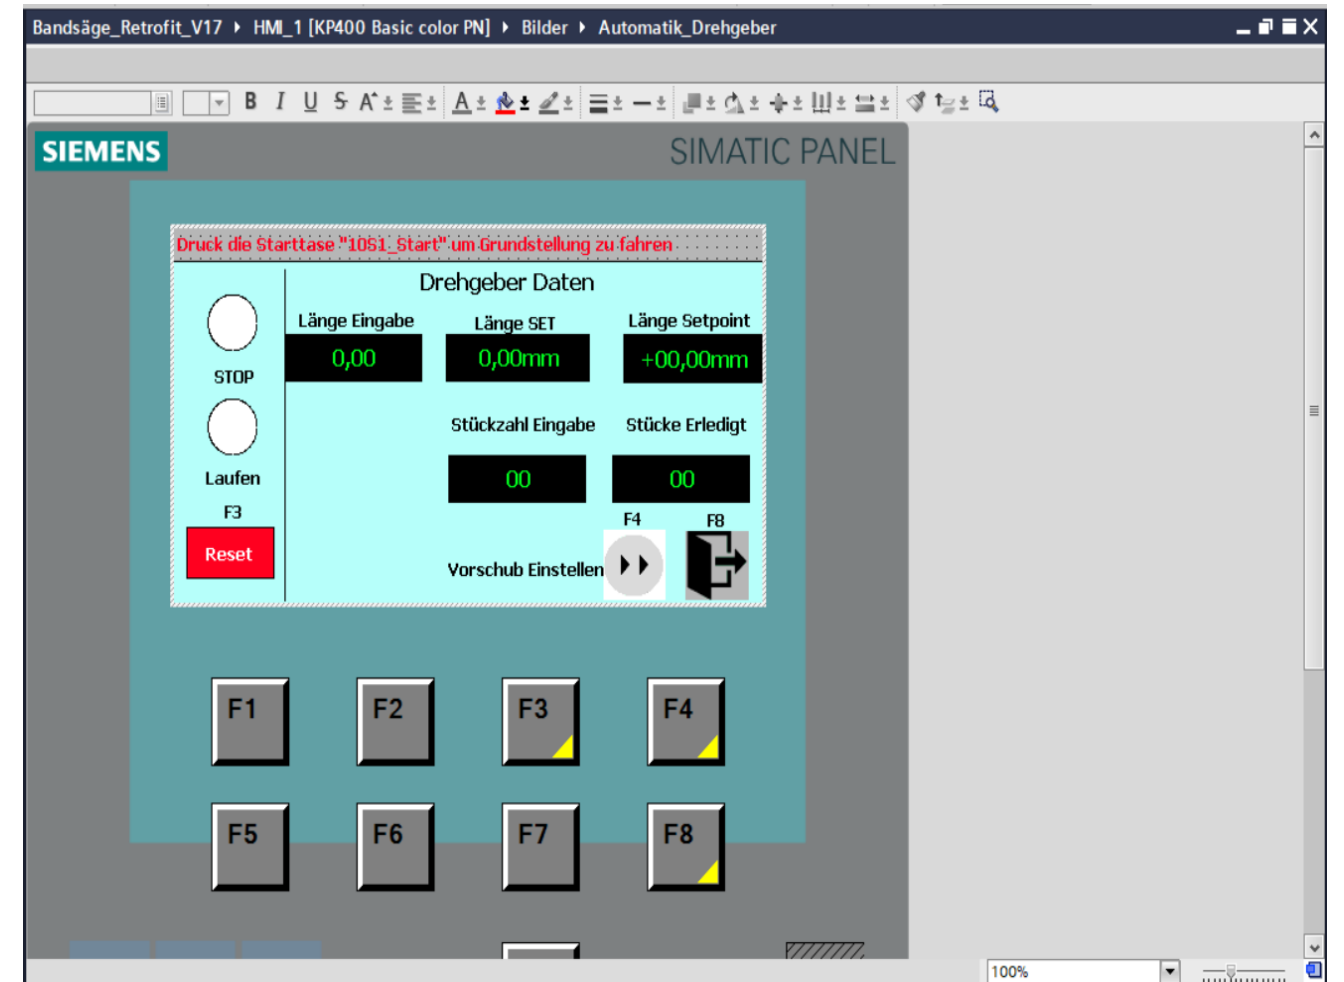 Bandsäge_Retrofit_V17 ▸ HMI_1 [KP400 Basic color PN] ▸ Bilder ▸ Automatik_Drehgeber
B I U S A A
SIEMENS SIMATIC PANEL
Druck die Starttase "10S1_Start" um Grundstellung zu fahren
Drehgeber Daten
Länge Eingabe Länge SET Länge Setpoint
0,00 0,00mm +00,00mm
STOP
Stückzahl Eingabe Stücke Erledigt
00 00
Laufen
F3 F4 F8
Reset
Vorschub Einstellen
F1 F2 F3 F4
F5 F6 F7 F8
100%